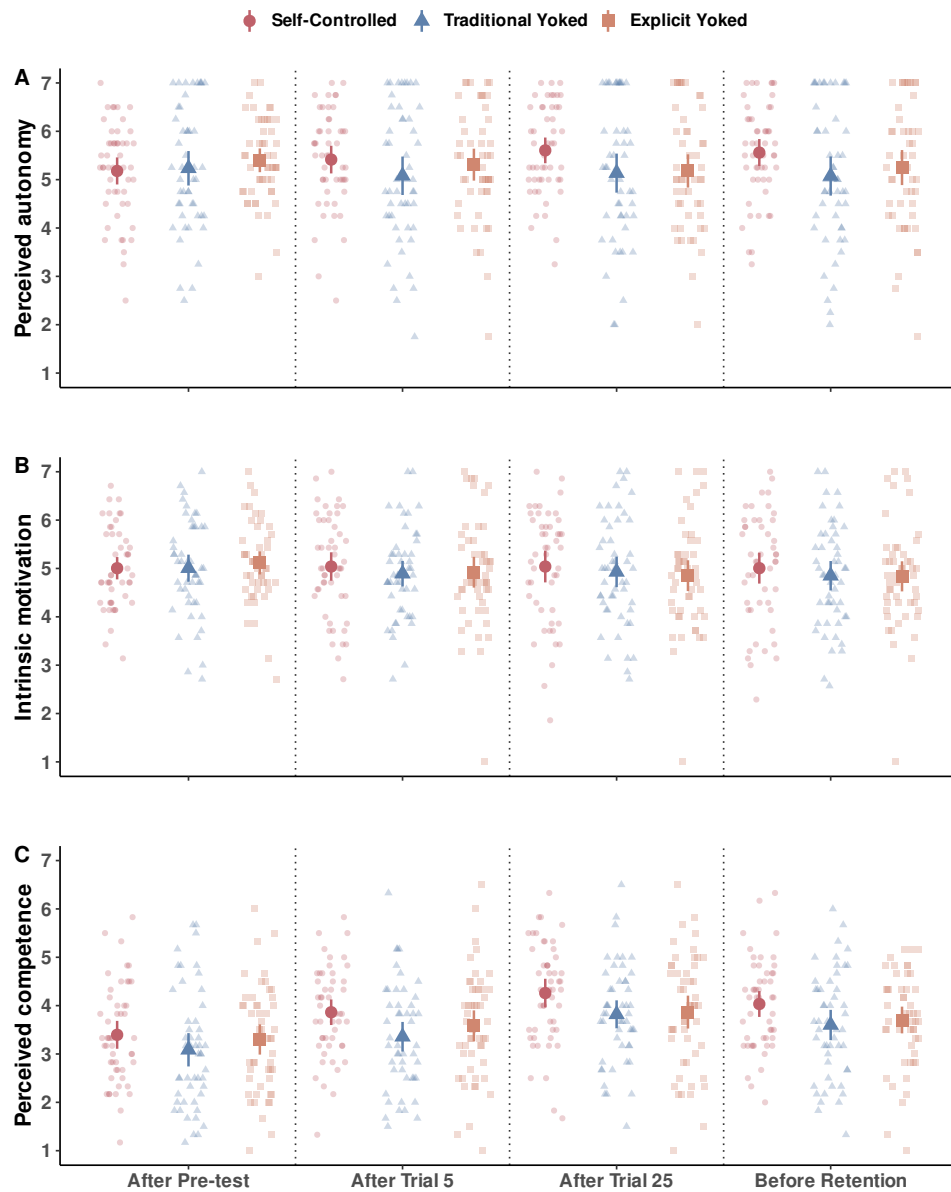 Self-Controlled Traditional Yoked Explicit Yoked
A
Perceived autonomy
7
6
5
4
3
2
1
B
Intrinsic motivation
7
6
5
4
3
2
1
C
Perceived competence
7
6
5
4
3
2
1
After Pre-test After Trial 5 After Trial 25 Before Retention